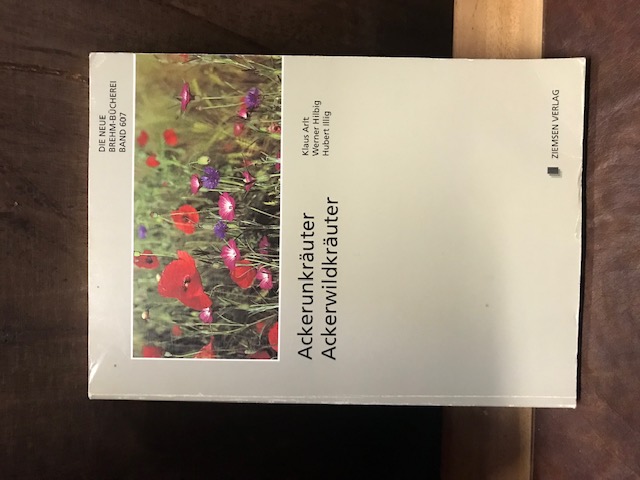 DIE NEUE
BREHM-BÜCHEREI
BAND 607
Klaus Arlt
Werner Hilbig
Hubert Illig
Ackerunkräuter
Ackerwildkräuter
ZIEMSEN VERLAG